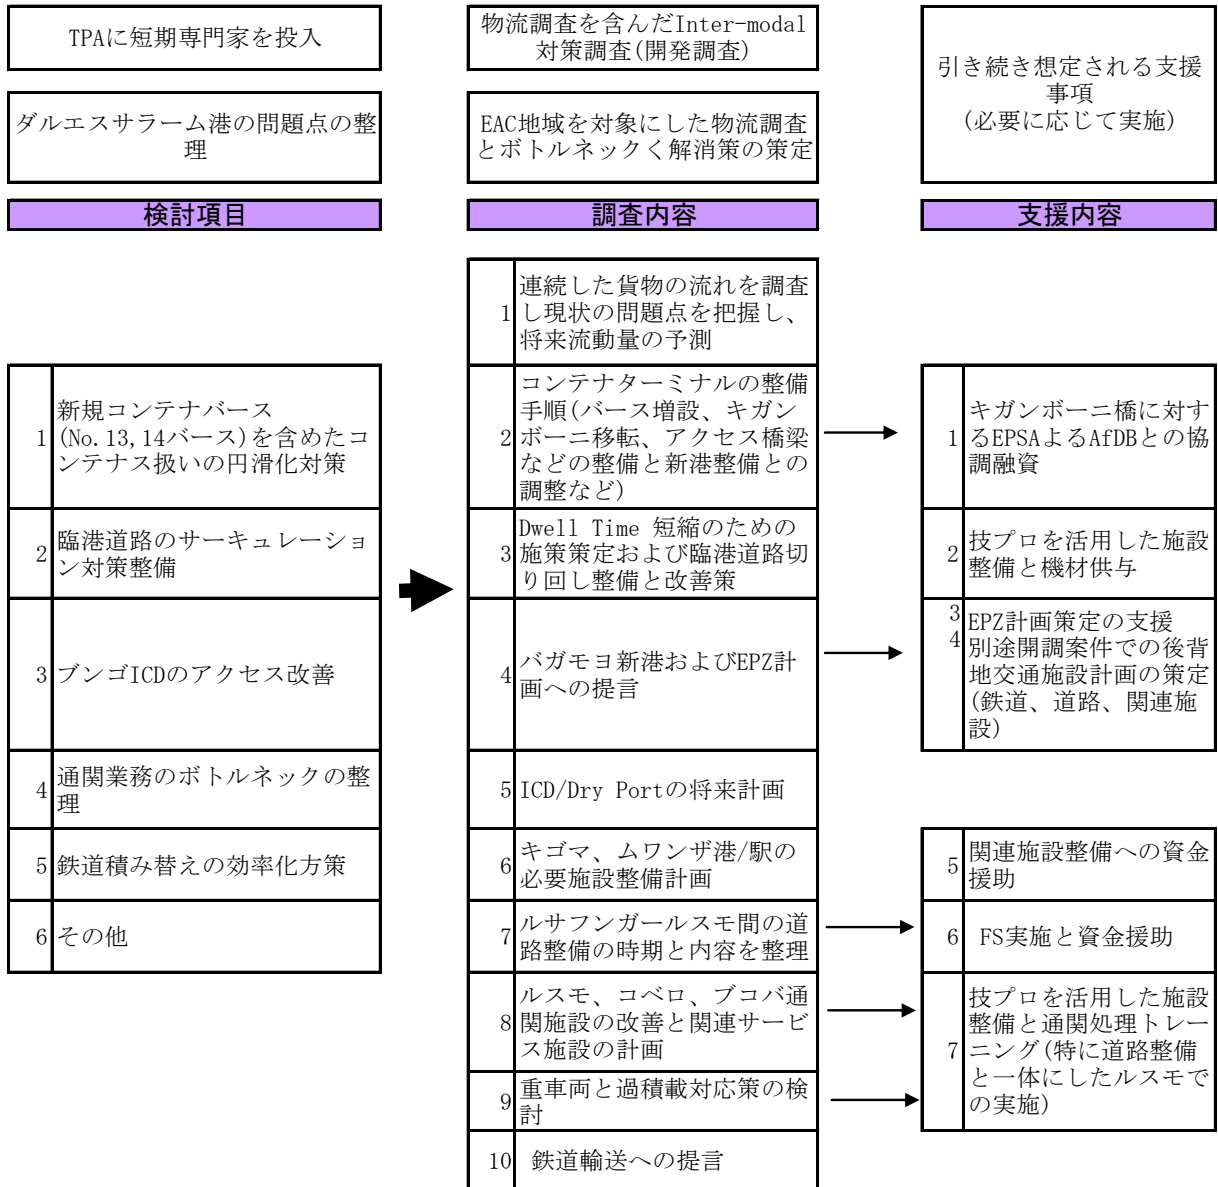 TPAに短期専門家を投入
ダルエスサラーム港の問題点の整
理
検討項目
1
新規コンテナバース
(No.13,14バース)を含めたコ
ンテナス扱いの円滑化対策
2
臨港道路のサーキュレーショ
ン対策整備
3
ブンゴICDのアクセス改善
4
通関業務のボトルネックの整
理
5
鉄道積み替えの効率化方策
6
その他
物流調査を含んだInter-modal
対策調査(開発調査)
EAC地域を対象にした物流調査
とボトルネックく解消策の策定
調査内容
1
連続した貨物の流れを調査
し現状の問題点を把握し、
将来流動量の予測
2
コンテナターミナルの整備
手順(バース増設、キガン
ボーニ移転、アクセス橋梁
などの整備と新港整備との
調整など)
3
Dwell Time 短縮のための
施策策定および臨港道路切
り回し整備と改善策
4
バガモヨ新港およびEPZ計
画への提言
5
ICD/Dry Portの将来計画
6
キゴマ、ムワンザ港/駅の
必要施設整備計画
7
ルサフンガールスモ間の道
路整備の時期と内容を整理
8
ルスモ、コベロ、ブコバ通
関施設の改善と関連サービ
ス施設の計画
9
重車両と過積載対応策の検
討
10
鉄道輸送への提言
引き続き想定される支援
事項
(必要に応じて実施)
支援内容
1
キガンボーニ橋に対す
るEPSAよるAfDBとの協
調融資
2
技プロを活用した施設
整備と機材供与
3
4
EPZ計画策定の支援
別途開調案件での後背
地交通施設計画の策定
(鉄道、道路、関連施
設)
5
関連施設整備への資金
援助
6
FS実施と資金援助
7
技プロを活用した施設
整備と通関処理トレー
ニング(特に道路整備
と一体にしたルスモで
の実施)